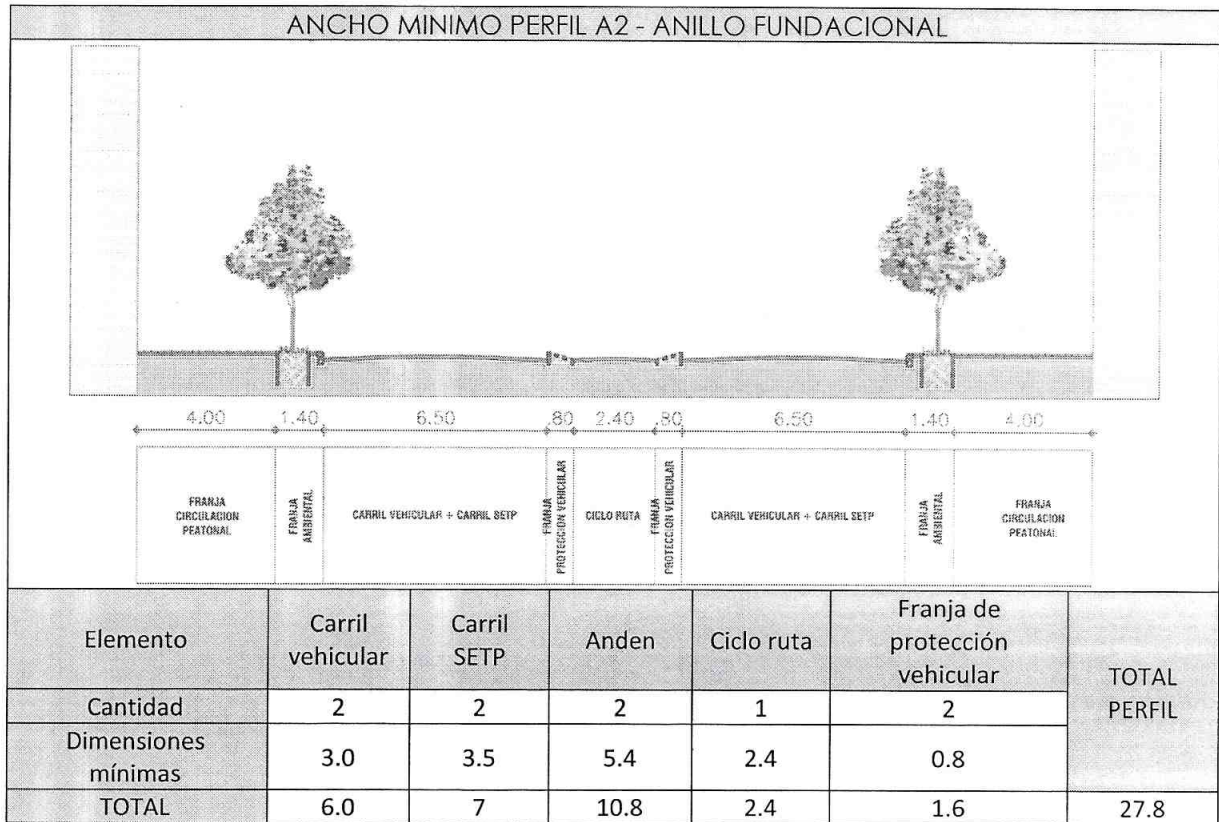 ANCHO MINIMO PERFIL A2 - ANILLO FUNDACIONAL
4.00 1.40 6.50 .80 2.40 .80 6.50 1.40 4.00
FRANJA
CIRCULACION
PEATONAL
FRANJA
AMBIENTAL
CARRIL VEHICULAR + CARRIL SETP
FRANJA
PROTECCION VEHICULAR
CICLO RUTA
FRANJA
PROTECCION VEHICULAR
CARRIL VEHICULAR + CARRIL SETP
FRANJA
AMBIENTAL
FRANJA
CIRCULACION
PEATONAL
Elemento
Carril
vehicular
Carril
SETP
Anden
Ciclo ruta
Franja de
protección
vehicular
TOTAL
PERFIL
Cantidad 2 2 2 1 2
Dimensiones
mínimas
3.0 3.5 5.4 2.4 0.8
TOTAL 6.0 7 10.8 2.4 1.6 27.8